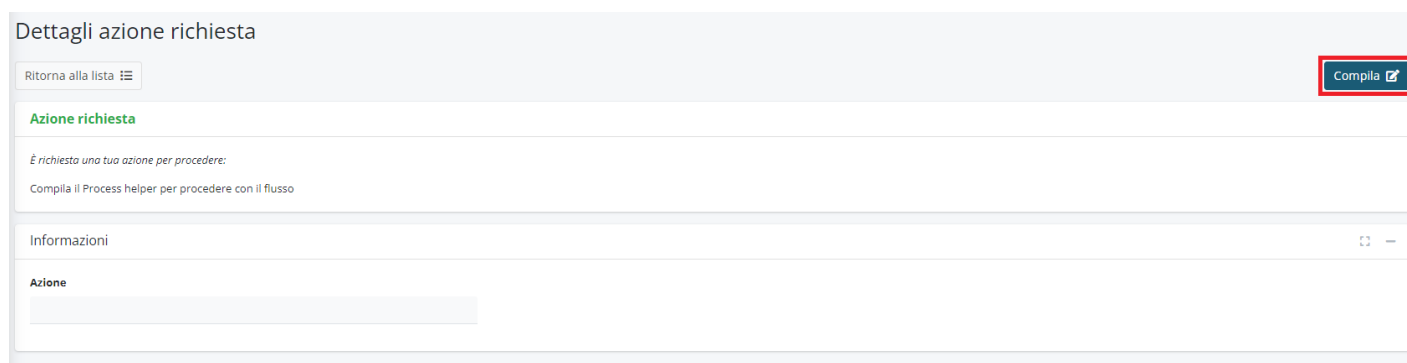 Dettagli azione richiesta
Ritorna alla lista
Compila
Azione richiesta
È richiesta una tua azione per procedere:
Compila il Process helper per procedere con il flusso
Informazioni
Azione